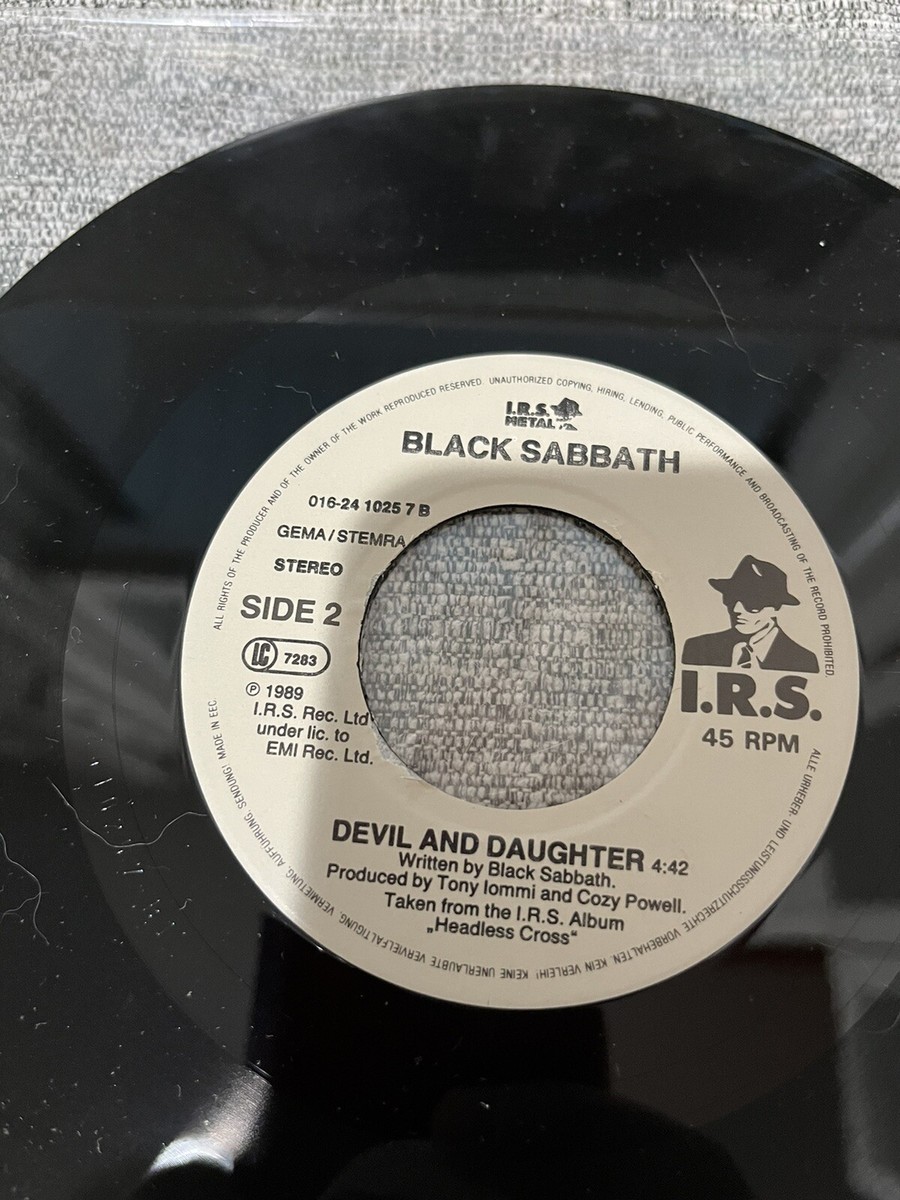 ALL RIGHTS OF THE PRODUCER AND OF THE OWNER OF THE WORK REPRODUCED RESERVED. UNAUTHORIZED COPYING, HIRING, LENDING, PUBLIC PERFORMANCE AND BROADCASTING OF THE RECORD PROHIBITED.
I.R.S.
METAL
BLACK SABBATH
016-24 1025 7 B
GEMA/STEMRA
STEREO
SIDE 2
LC 7283
℗ 1989
I.R.S. Rec. Ltd
under lic. to
EMI Rec. Ltd.
I.R.S.
45 RPM
DEVIL AND DAUGHTER 4:42
Written by Black Sabbath.
Produced by Tony Iommi and Cozy Powell.
Taken from the I.R.S. Album
„Headless Cross“
ALLE URHEBER- UND LEISTUNGSSCHUTZRECHTE VORBEHALTEN. KEIN VERLEIH! KEINE UNERLAUBTE VERVIELFÄLTIGUNG, VERMIETUNG, AUFFÜHRUNG, SENDUNG! MADE IN EEC.